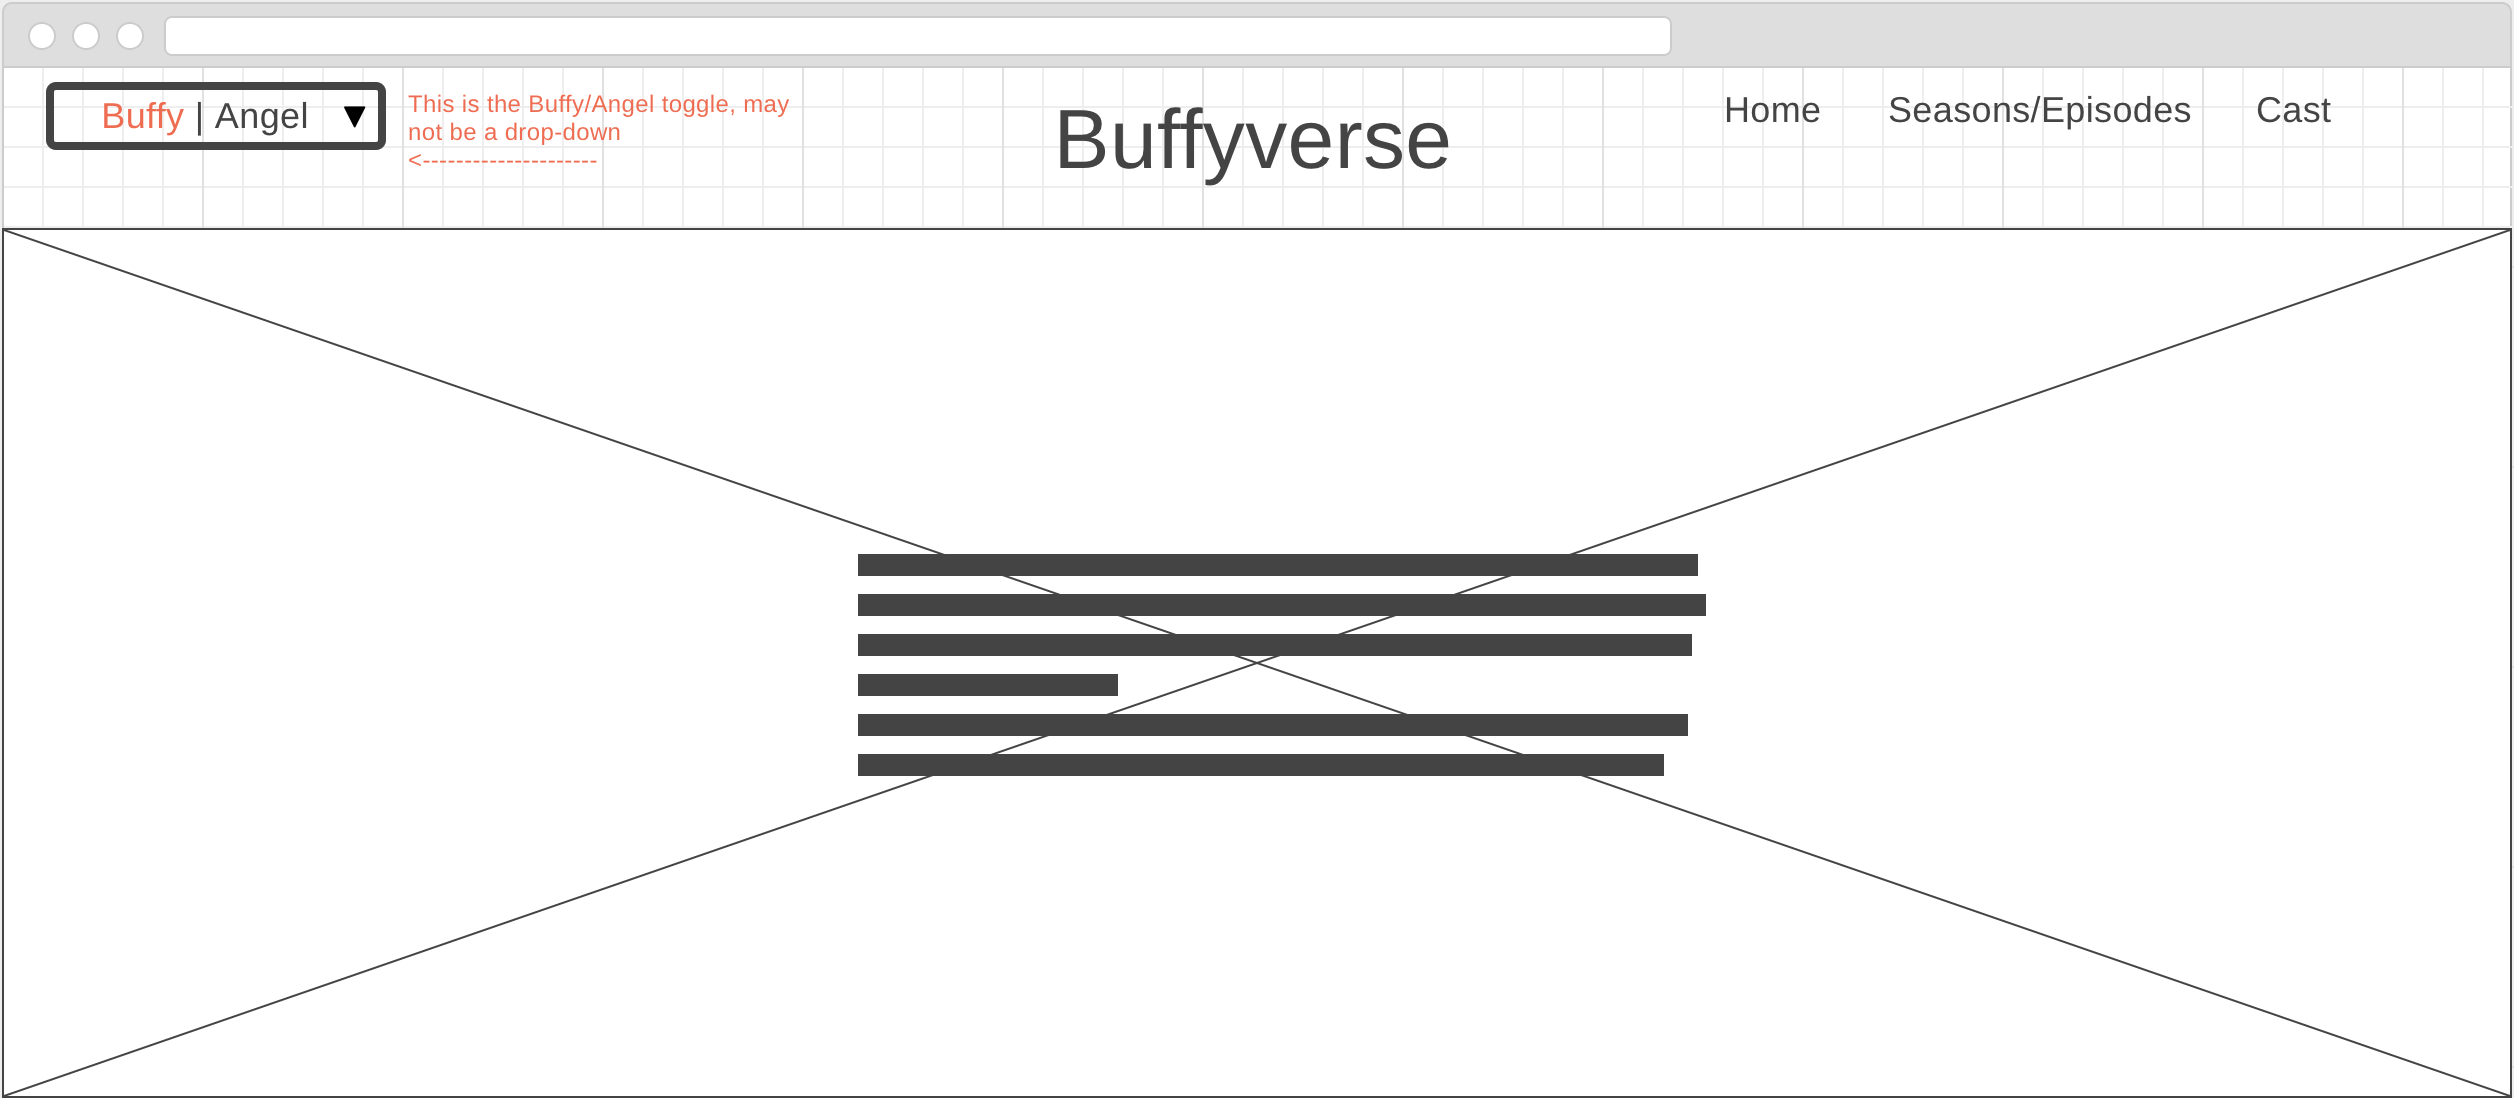 Buffy | Angel ▼
This is the Buffy/Angel toggle, may
not be a drop-down
<---------------------
Buffyverse
Home Seasons/Episodes Cast